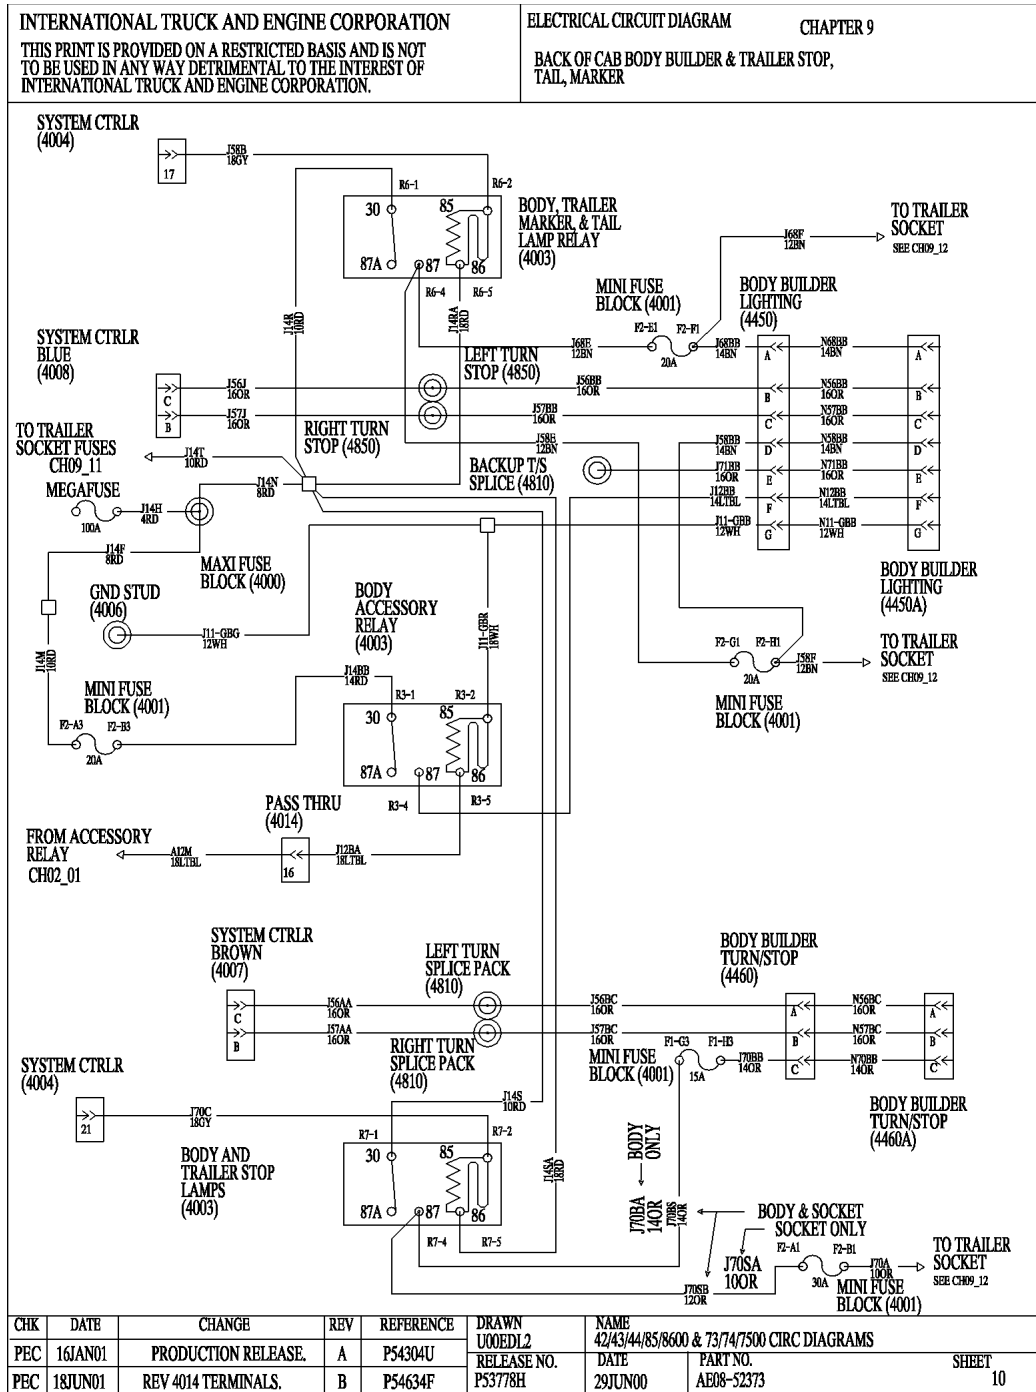 INTERNATIONAL TRUCK AND ENGINE CORPORATION
THIS PRINT IS PROVIDED ON A RESTRICTED BASIS AND IS NOT
TO BE USED IN ANY WAY DETRIMENTAL TO THE INTEREST OF
INTERNATIONAL TRUCK AND ENGINE CORPORATION.
ELECTRICAL CIRCUIT DIAGRAM
CHAPTER 9
BACK OF CAB BODY BUILDER & TRAILER STOP,
TAIL, MARKER
SYSTEM CTRLR
(4004)
17
J58B
18GY
R6-1
R6-2
30
85
87A
87
86
BODY, TRAILER
MARKER, & TAIL
LAMP RELAY
(4003)
R6-4
R6-5
J14R
10RD
J14RA
18RD
TO TRAILER
SOCKET
SEE CH09_12
J68F
12BN
MINI FUSE
BLOCK (4001)
F2-E1
F2-F1
20A
BODY BUILDER
LIGHTING
(4450)
J68E
12BN
J68BB
14BN
A
N68BB
14BN
A
SYSTEM CTRLR
BLUE
(4008)
C
B
J56J
16OR
J57J
16OR
LEFT TURN
STOP (4850)
RIGHT TURN
STOP (4850)
J56BB
16OR
B
N56BB
16OR
B
J57BB
16OR
C
N57BB
16OR
C
J58E
12BN
J58BB
14BN
D
N58BB
14BN
D
BACKUP T/S
SPLICE (4810)
J71BB
16OR
E
N71BB
16OR
E
J12BB
14LTBL
F
N12BB
14LTBL
F
J11-GBB
12WH
G
N11-GBB
12WH
G
TO TRAILER
SOCKET FUSES
CH09_11
J14T
10RD
J14N
8RD
MEGAFUSE
100A
J14H
4RD
J14F
8RD
MAXI FUSE
BLOCK (4000)
GND STUD
(4006)
J11-GBG
12WH
J11-GBR
18WH
BODY
ACCESSORY
RELAY
(4003)
BODY BUILDER
LIGHTING
(4450A)
TO TRAILER
SOCKET
SEE CH09_12
F2-G1
F2-H1
20A
J58F
12BN
MINI FUSE
BLOCK (4001)
J14M
10RD
MINI FUSE
BLOCK (4001)
F2-A3
F2-B3
20A
J14BB
14RD
R3-1
R3-2
30
85
87A
87
86
R3-4
R3-5
PASS THRU
(4014)
16
FROM ACCESSORY
RELAY
CH02_01
A12M
18LTBL
J12BA
18LTBL
SYSTEM CTRLR
BROWN
(4007)
C
B
LEFT TURN
SPLICE PACK
(4810)
BODY BUILDER
TURN/STOP
(4460)
J56AA
16OR
J57AA
16OR
J56BC
16OR
J57BC
16OR
A
B
C
N56BC
16OR
N57BC
16OR
A
B
C
RIGHT TURN
SPLICE PACK
(4810)
MINI FUSE
BLOCK (4001)
F1-G3
F1-H3
15A
J70BB
14OR
N70BB
14OR
SYSTEM CTRLR
(4004)
21
J70C
18GY
J14S
10RD
R7-1
R7-2
30
85
87A
87
86
R7-4
R7-5
J14SA
18RD
BODY AND
TRAILER STOP
LAMPS
(4003)
BODY BUILDER
TURN/STOP
(4460A)
BODY
ONLY
J70BA
14OR
J70BS
14OR
BODY & SOCKET
SOCKET ONLY
J70SA
10OR
J70SB
12OR
F2-A1
F2-B1
30A
J70A
10OR
MINI FUSE
BLOCK (4001)
TO TRAILER
SOCKET
SEE CH09_12
CHK DATE CHANGE REV REFERENCE
PEC 16JAN01 PRODUCTION RELEASE. A P54304U
PEC 18JUN01 REV 4014 TERMINALS. B P54634F
DRAWN
U00EDL2
RELEASE NO.
P53778H
NAME
42/43/44/85/8600 & 73/74/7500 CIRC DIAGRAMS
DATE
29JUN00
PART NO.
AE08-52373
SHEET
10